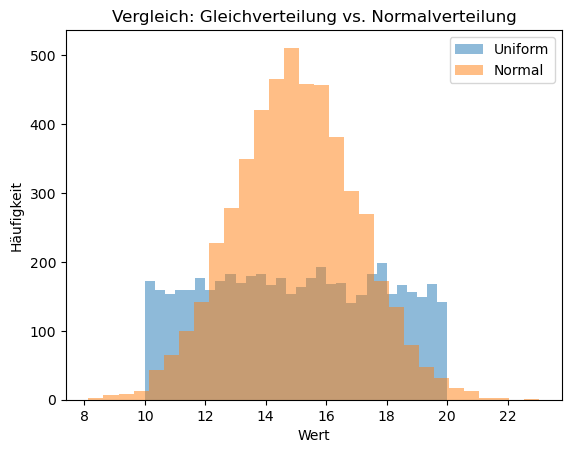 Vergleich: Gleichverteilung vs. Normalverteilung
Uniform
Normal
Häufigkeit
500
400
300
200
100
0
8 10 12 14 16 18 20 22
Wert